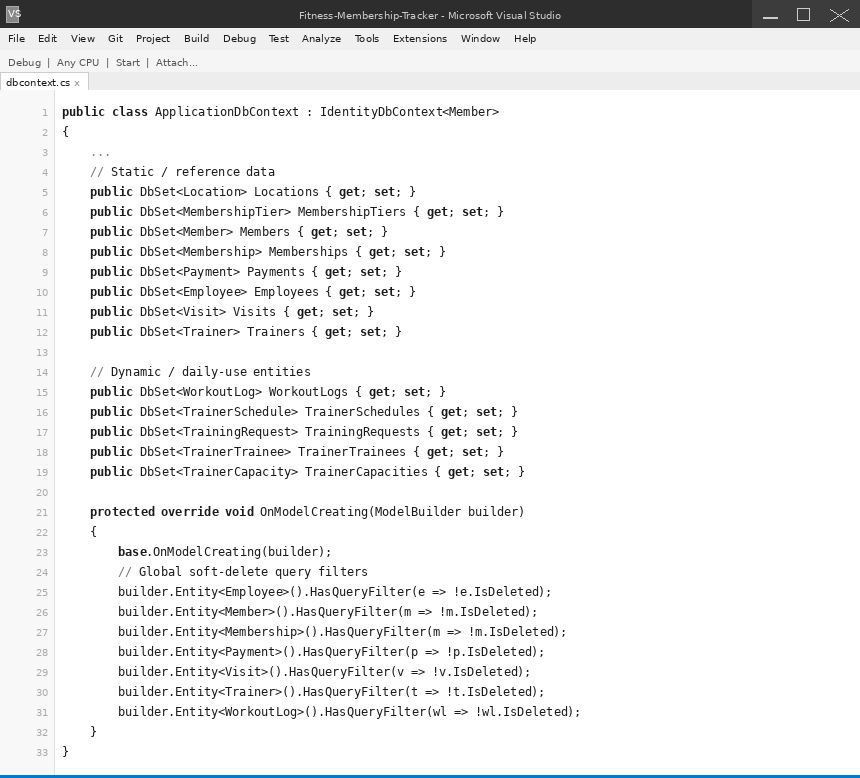 VS Fitness-Membership-Tracker - Microsoft Visual Studio
File Edit View Git Project Build Debug Test Analyze Tools Extensions Window Help
Debug | Any CPU | Start | Attach...
dbcontext.cs x
1 public class ApplicationDbContext : IdentityDbContext<Member>
2 {
3 ...
4 // Static / reference data
5 public DbSet<Location> Locations { get; set; }
6 public DbSet<MembershipTier> MembershipTiers { get; set; }
7 public DbSet<Member> Members { get; set; }
8 public DbSet<Membership> Memberships { get; set; }
9 public DbSet<Payment> Payments { get; set; }
10 public DbSet<Employee> Employees { get; set; }
11 public DbSet<Visit> Visits { get; set; }
12 public DbSet<Trainer> Trainers { get; set; }
13
14 // Dynamic / daily-use entities
15 public DbSet<WorkoutLog> WorkoutLogs { get; set; }
16 public DbSet<TrainerSchedule> TrainerSchedules { get; set; }
17 public DbSet<TrainingRequest> TrainingRequests { get; set; }
18 public DbSet<TrainerTrainee> TrainerTrainees { get; set; }
19 public DbSet<TrainerCapacity> TrainerCapacities { get; set; }
20
21 protected override void OnModelCreating(ModelBuilder builder)
22 {
23 base.OnModelCreating(builder);
24 // Global soft-delete query filters
25 builder.Entity<Employee>().HasQueryFilter(e => !e.IsDeleted);
26 builder.Entity<Member>().HasQueryFilter(m => !m.IsDeleted);
27 builder.Entity<Membership>().HasQueryFilter(m => !m.IsDeleted);
28 builder.Entity<Payment>().HasQueryFilter(p => !p.IsDeleted);
29 builder.Entity<Visit>().HasQueryFilter(v => !v.IsDeleted);
30 builder.Entity<Trainer>().HasQueryFilter(t => !t.IsDeleted);
31 builder.Entity<WorkoutLog>().HasQueryFilter(wl => !wl.IsDeleted);
32 }
33 }